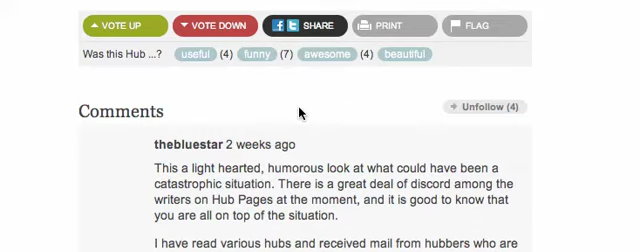 VOTE UP VOTE DOWN SHARE PRINT FLAG
Was this Hub ...? useful (4) funny (7) awesome (4) beautiful
Comments Unfollow (4)
thebluestar 2 weeks ago
This a light hearted, humorous look at what could have been a
catastrophic situation. There is a great deal of discord among the
writers on Hub Pages at the moment, and it is good to know that
you are all on top of the situation.
I have read various hubs and received mail from hubbers who are